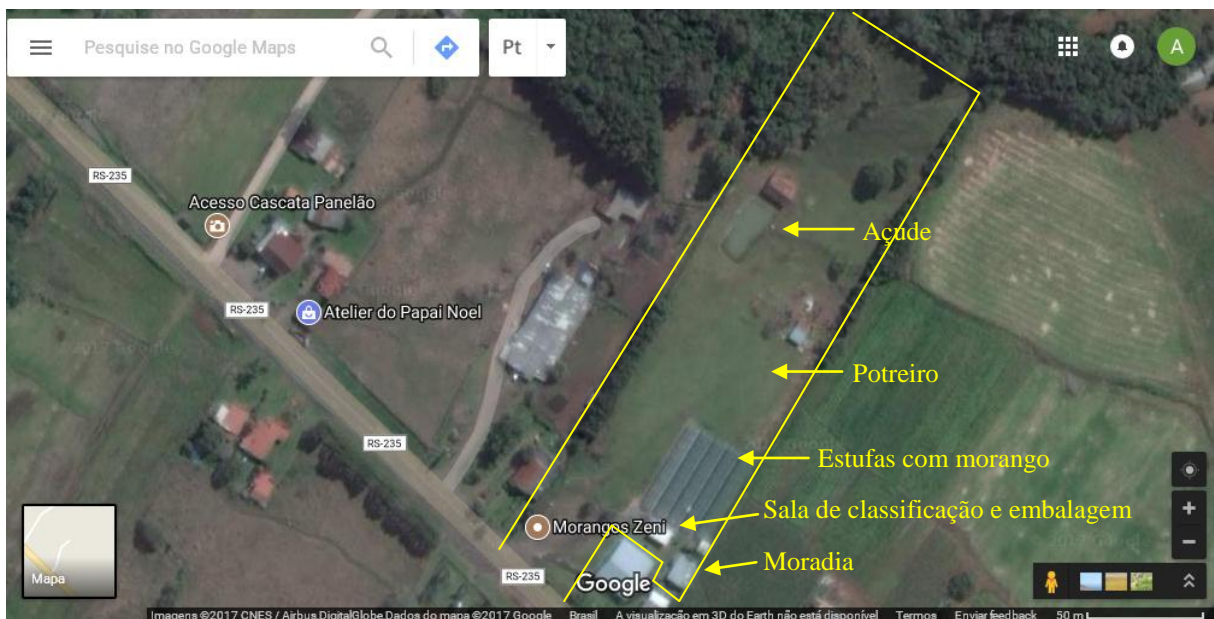 Pesquise no Google Maps
Pt
A
RS-235
Acesso Cascata Panelão
RS-235
Atelier do Papai Noel
Açude
Potreiro
RS-235
Estufas com morango
Sala de classificação e embalagem
Morangos Zeni
Moradia
RS-235
Google
Mapa
Imagens ©2017 CNES / Airbus,DigitalGlobe,Dados do mapa ©2017 Google Brasil A visualização em 3D do Earth não está disponível Termos Enviar feedback 50 m